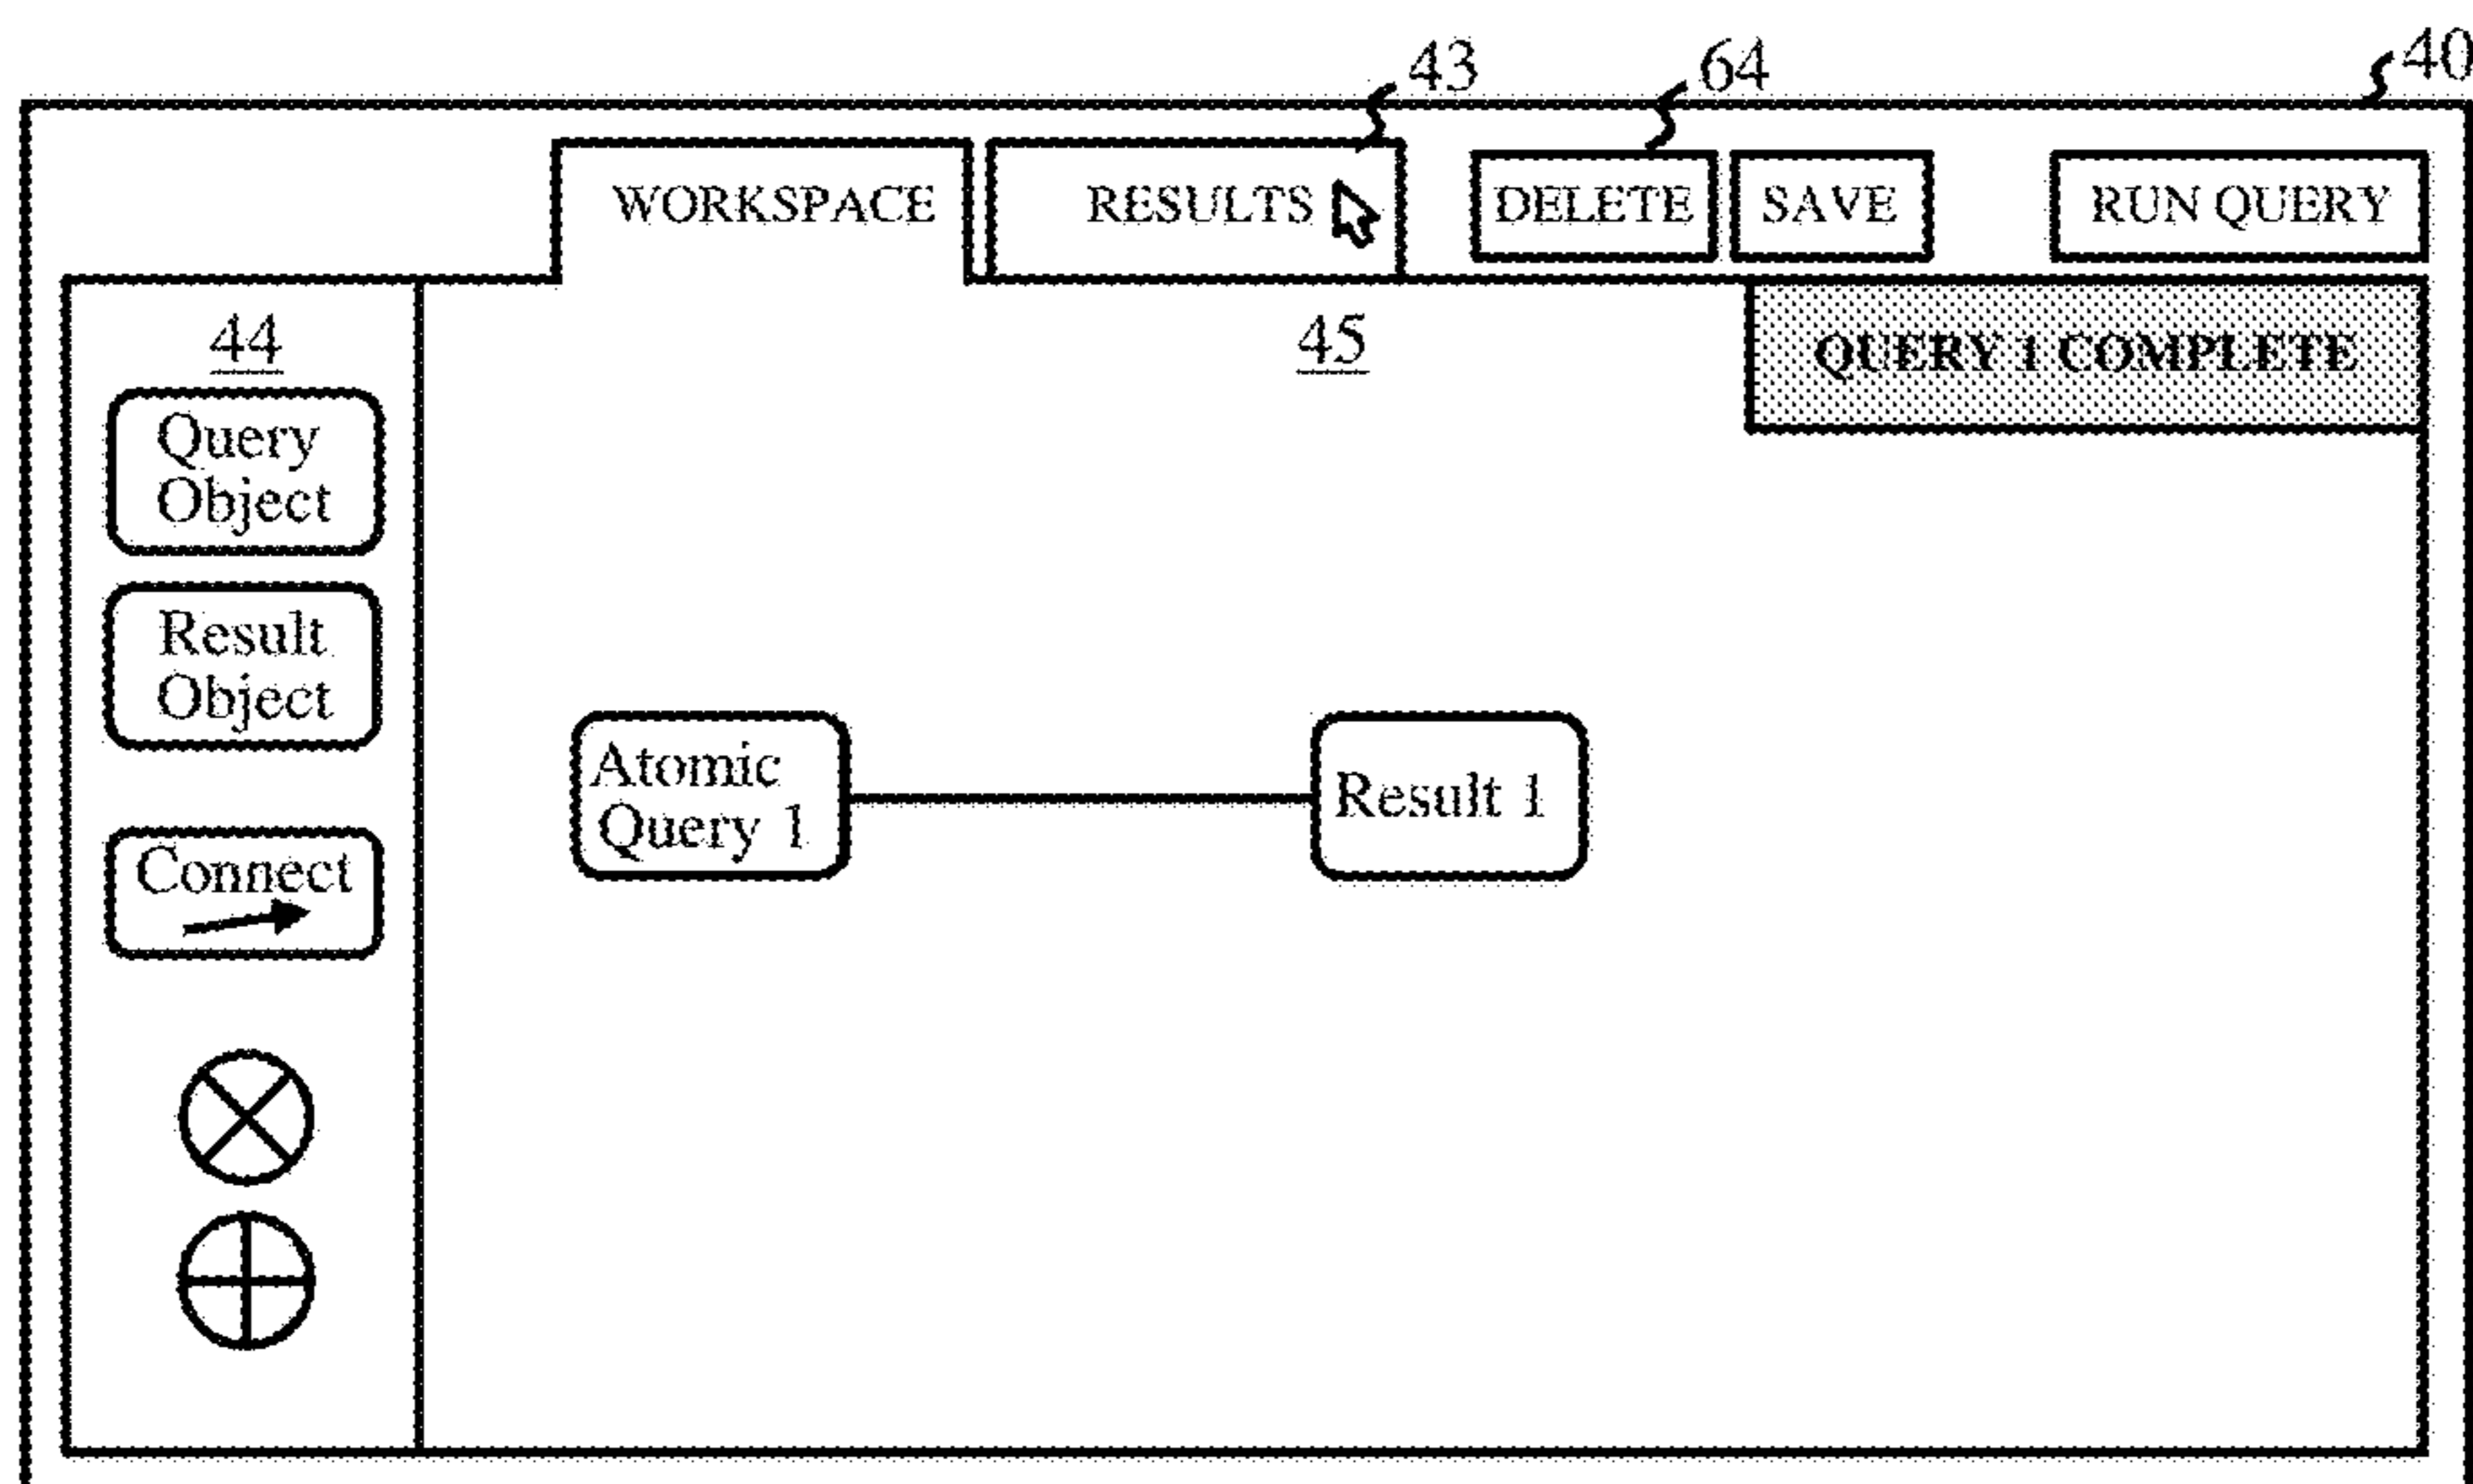 43 64 40
WORKSPACE RESULTS DELETE SAVE RUN QUERY
44 45 QUERY 1 COMPLETE
Query
Object
Result
Object
Atomic
Query 1
Result 1
Connect